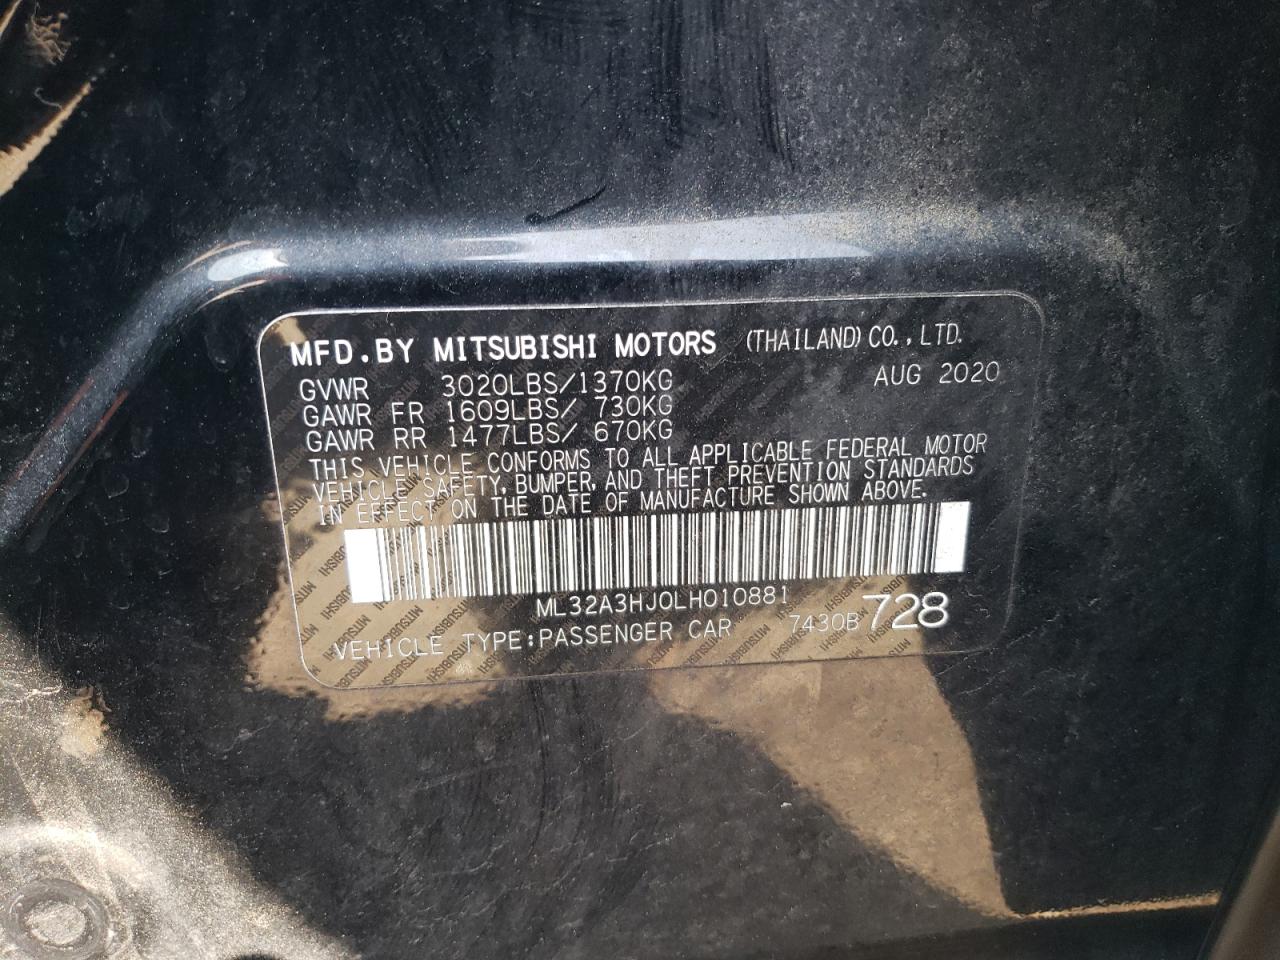 MFD.BY MITSUBISHI MOTORS (THAILAND) CO., LTD.
GVWR 3020LBS/1370KG AUG 2020
GAWR FR 1609LBS/ 730KG
GAWR RR 1477LBS/ 670KG
THIS VEHICLE CONFORMS TO ALL APPLICABLE FEDERAL MOTOR
VEHICLE SAFETY, BUMPER, AND THEFT PREVENTION STANDARDS
IN EFFECT ON THE DATE OF MANUFACTURE SHOWN ABOVE.
ML32A3HJ0LH010881
VEHICLE TYPE:PASSENGER CAR 7430B 728